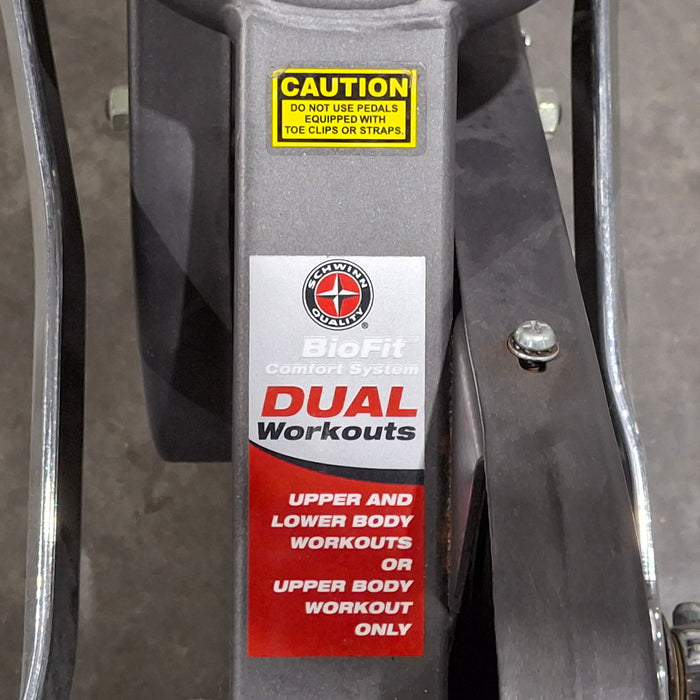 CAUTION
DO NOT USE PEDALS
EQUIPPED WITH
TOE CLIPS OR STRAPS.
SCHWINN
QUALITY
®
BioFit™
Comfort System
DUAL
Workouts
UPPER AND
LOWER BODY
WORKOUTS
OR
UPPER BODY
WORKOUT
ONLY